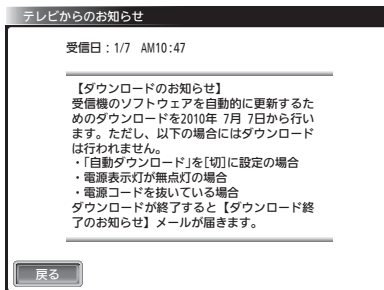 テレビからのお知らせ
受信日：1/7 AM10:47
【ダウンロードのお知らせ】
受信機のソフトウェアを自動的に更新するた
めのダウンロードを2010年 7月 7日から行い
ます。ただし、以下の場合にはダウンロード
は行われません。
・「自動ダウンロード」を[切]に設定の場合
・電源表示灯が無点灯の場合
・電源コードを抜いている場合
ダウンロードが終了すると【ダウンロード終
了のお知らせ】メールが届きます。
戻る